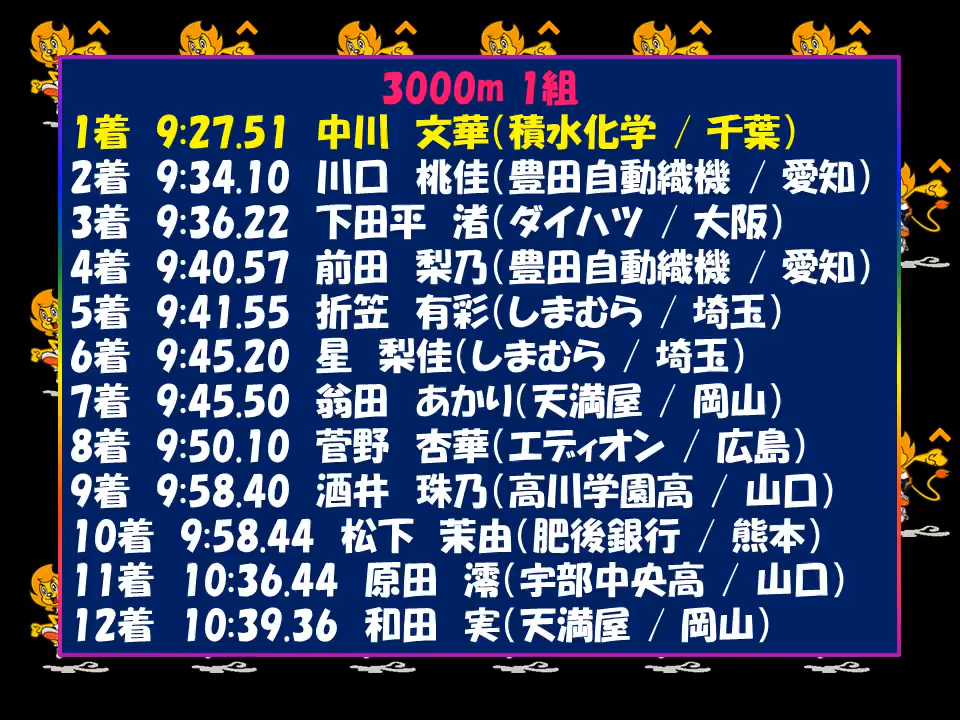 3000m 1組
1着 9:27.51 中川 文華(積水化学 / 千葉)
2着 9:34.10 川口 桃佳(豊田自動織機 / 愛知)
3着 9:36.22 下田平 渚(ダイハツ / 大阪)
4着 9:40.57 前田 梨乃(豊田自動織機 / 愛知)
5着 9:41.55 折笠 有彩(しまむら / 埼玉)
6着 9:45.20 星 梨佳(しまむら / 埼玉)
7着 9:45.50 翁田 あかり(天満屋 / 岡山)
8着 9:50.10 菅野 杏華(エディオン / 広島)
9着 9:58.40 酒井 珠乃(高川学園高 / 山口)
10着 9:58.44 松下 茉由(肥後銀行 / 熊本)
11着 10:36.44 原田 澪(宇部中央高 / 山口)
12着 10:39.36 和田 実(天満屋 / 岡山)